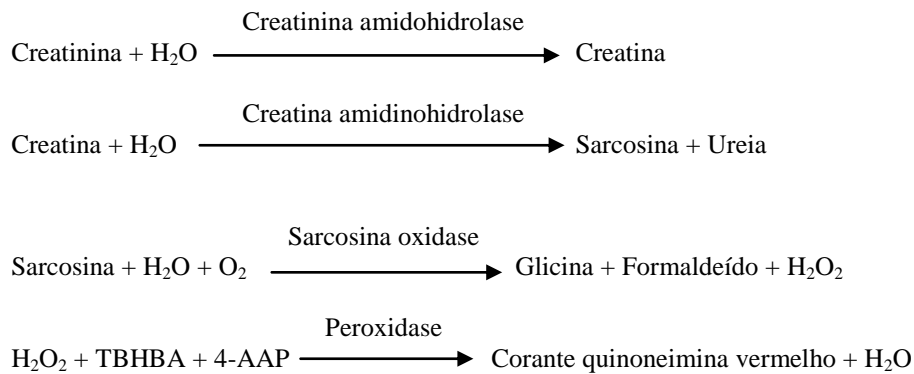 Creatinina amidohidrolase
Creatinina + H₂O → Creatina
Creatina amidinohidrolase
Creatina + H₂O → Sarcosina + Ureia
Sarcosina oxidase
Sarcosina + H₂O + O₂ → Glicina + Formaldeído + H₂O₂
Peroxidase
H₂O₂ + TBHBA + 4-AAP → Corante quinoneimina vermelho + H₂O